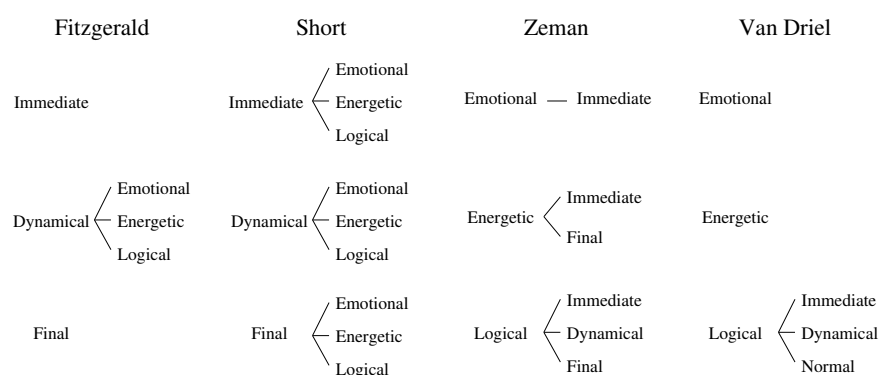 Fitzgerald Short Zeman Van Driel
Emotional
Immediate Immediate Energetic Emotional Immediate Emotional
Logical
Emotional Emotional
Immediate
Dynamical Energetic Dynamical Energetic Energetic Energetic
Final
Logical Logical
Emotional Immediate Immediate
Final Final Energetic Logical Dynamical Logical Dynamical
Logical Final Normal